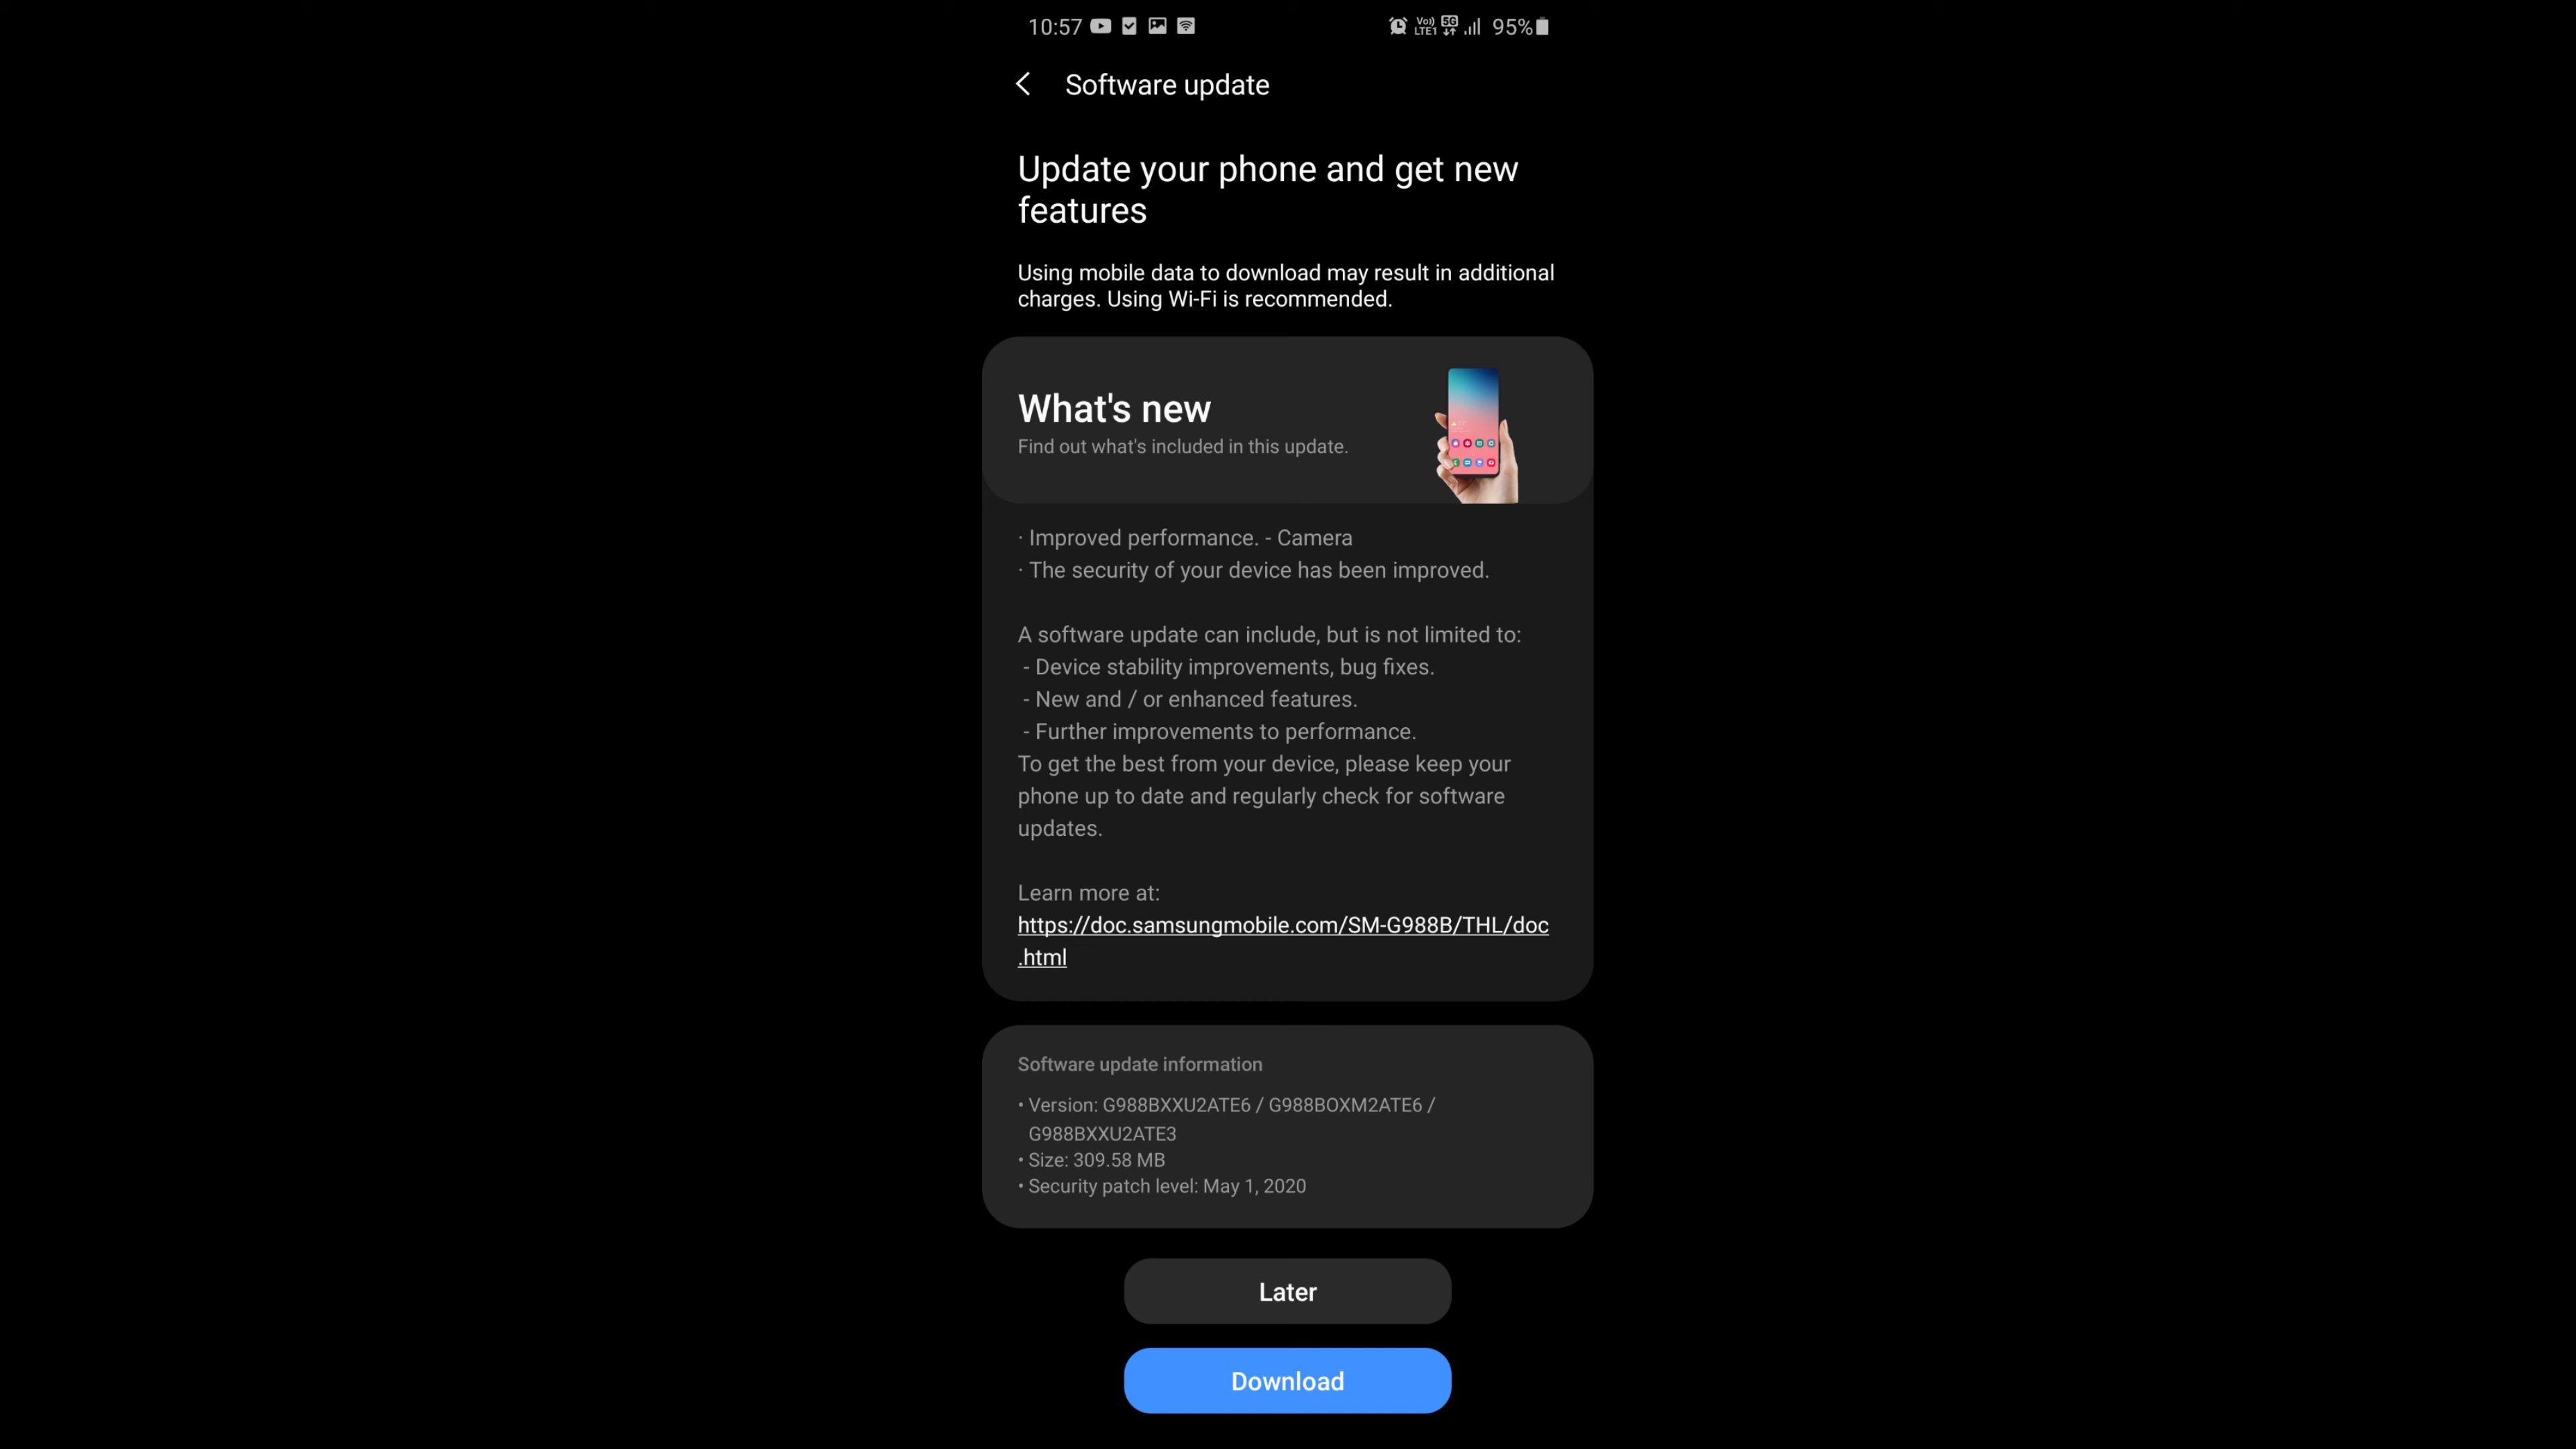 10:57 95%
VoLTE1 5G
Software update
Update your phone and get new
features
Using mobile data to download may result in additional
charges. Using Wi-Fi is recommended.
What's new
Find out what's included in this update.
· Improved performance. - Camera
· The security of your device has been improved.
A software update can include, but is not limited to:
- Device stability improvements, bug fixes.
- New and / or enhanced features.
- Further improvements to performance.
To get the best from your device, please keep your
phone up to date and regularly check for software
updates.
Learn more at:
https://doc.samsungmobile.com/SM-G988B/THL/doc
.html
Software update information
• Version: G988BXXU2ATE6 / G988BOXM2ATE6 /
G988BXXU2ATE3
• Size: 309.58 MB
• Security patch level: May 1, 2020
Later
Download